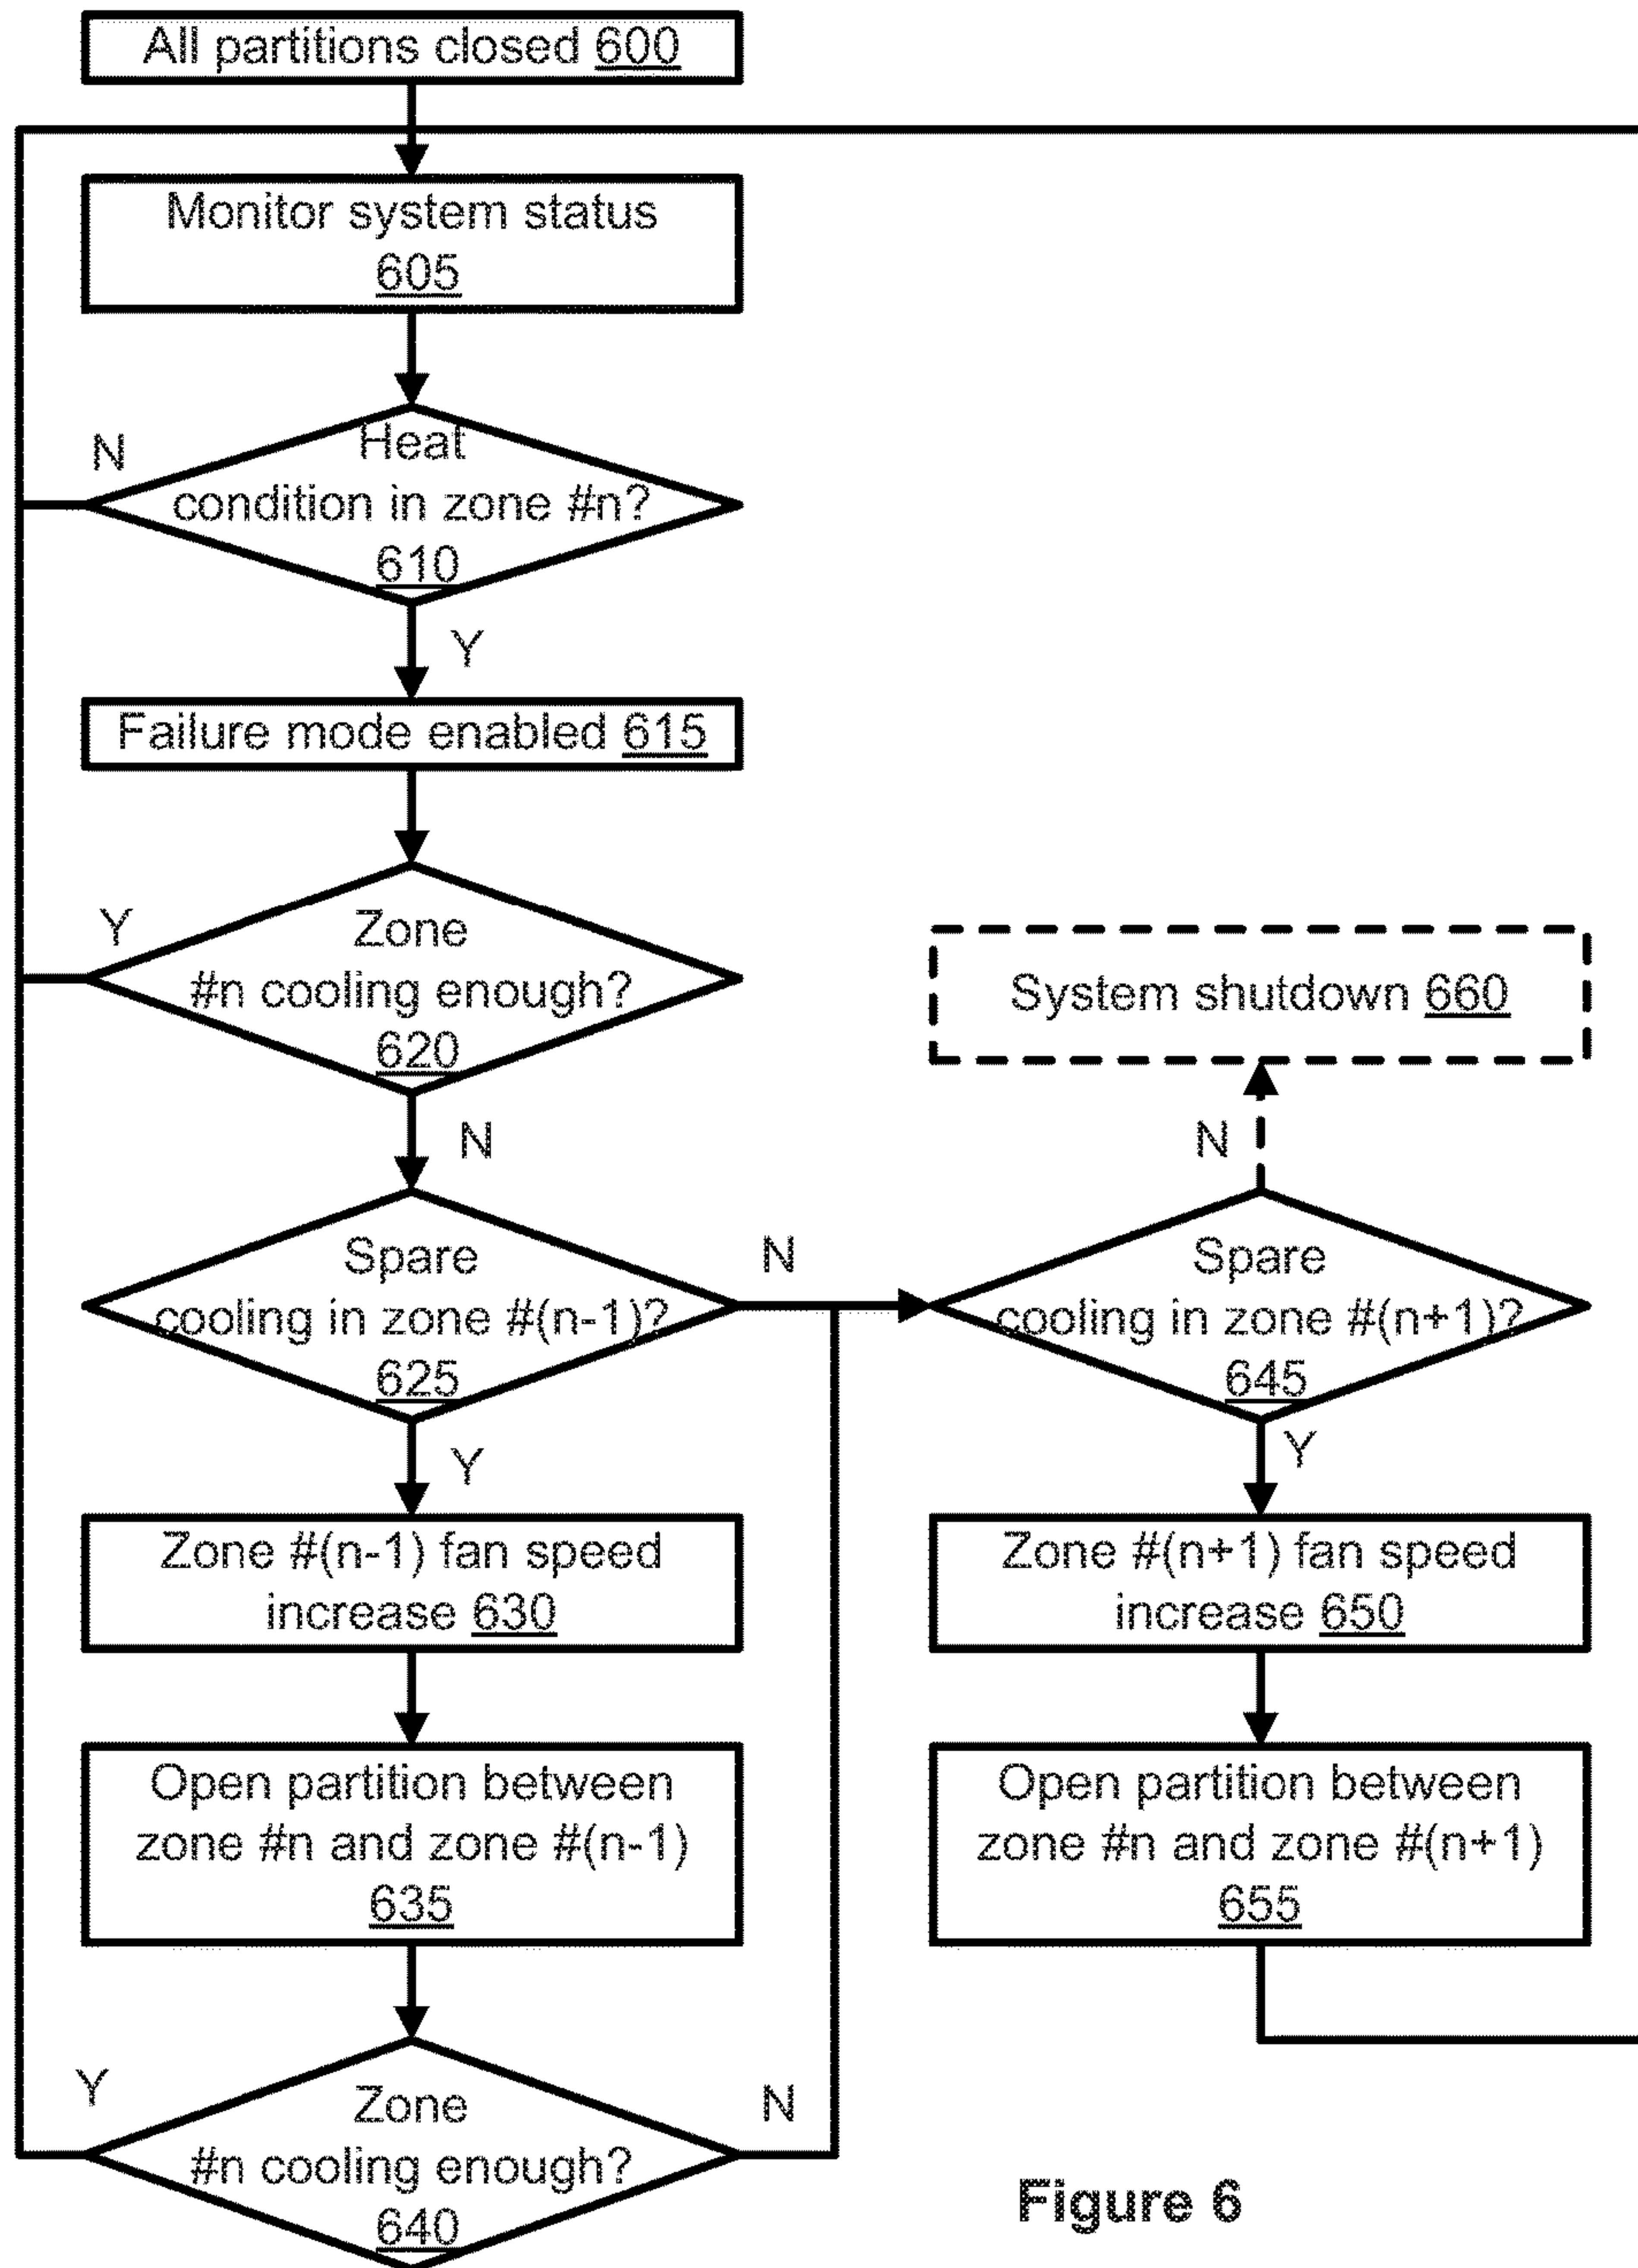 All partitions closed 600
Monitor system status
605
N
Heat
condition in zone #n?
610
Y
Failure mode enabled 615
Y
Zone
#n cooling enough?
620
N
System shutdown 660
N
Spare
cooling in zone #(n-1)?
625
N
Spare
cooling in zone #(n+1)?
645
Y
Y
Zone #(n-1) fan speed
increase 630
Zone #(n+1) fan speed
increase 650
Open partition between
zone #n and zone #(n-1)
635
Open partition between
zone #n and zone #(n+1)
655
Y
Zone
#n cooling enough?
640
N
Figure 6